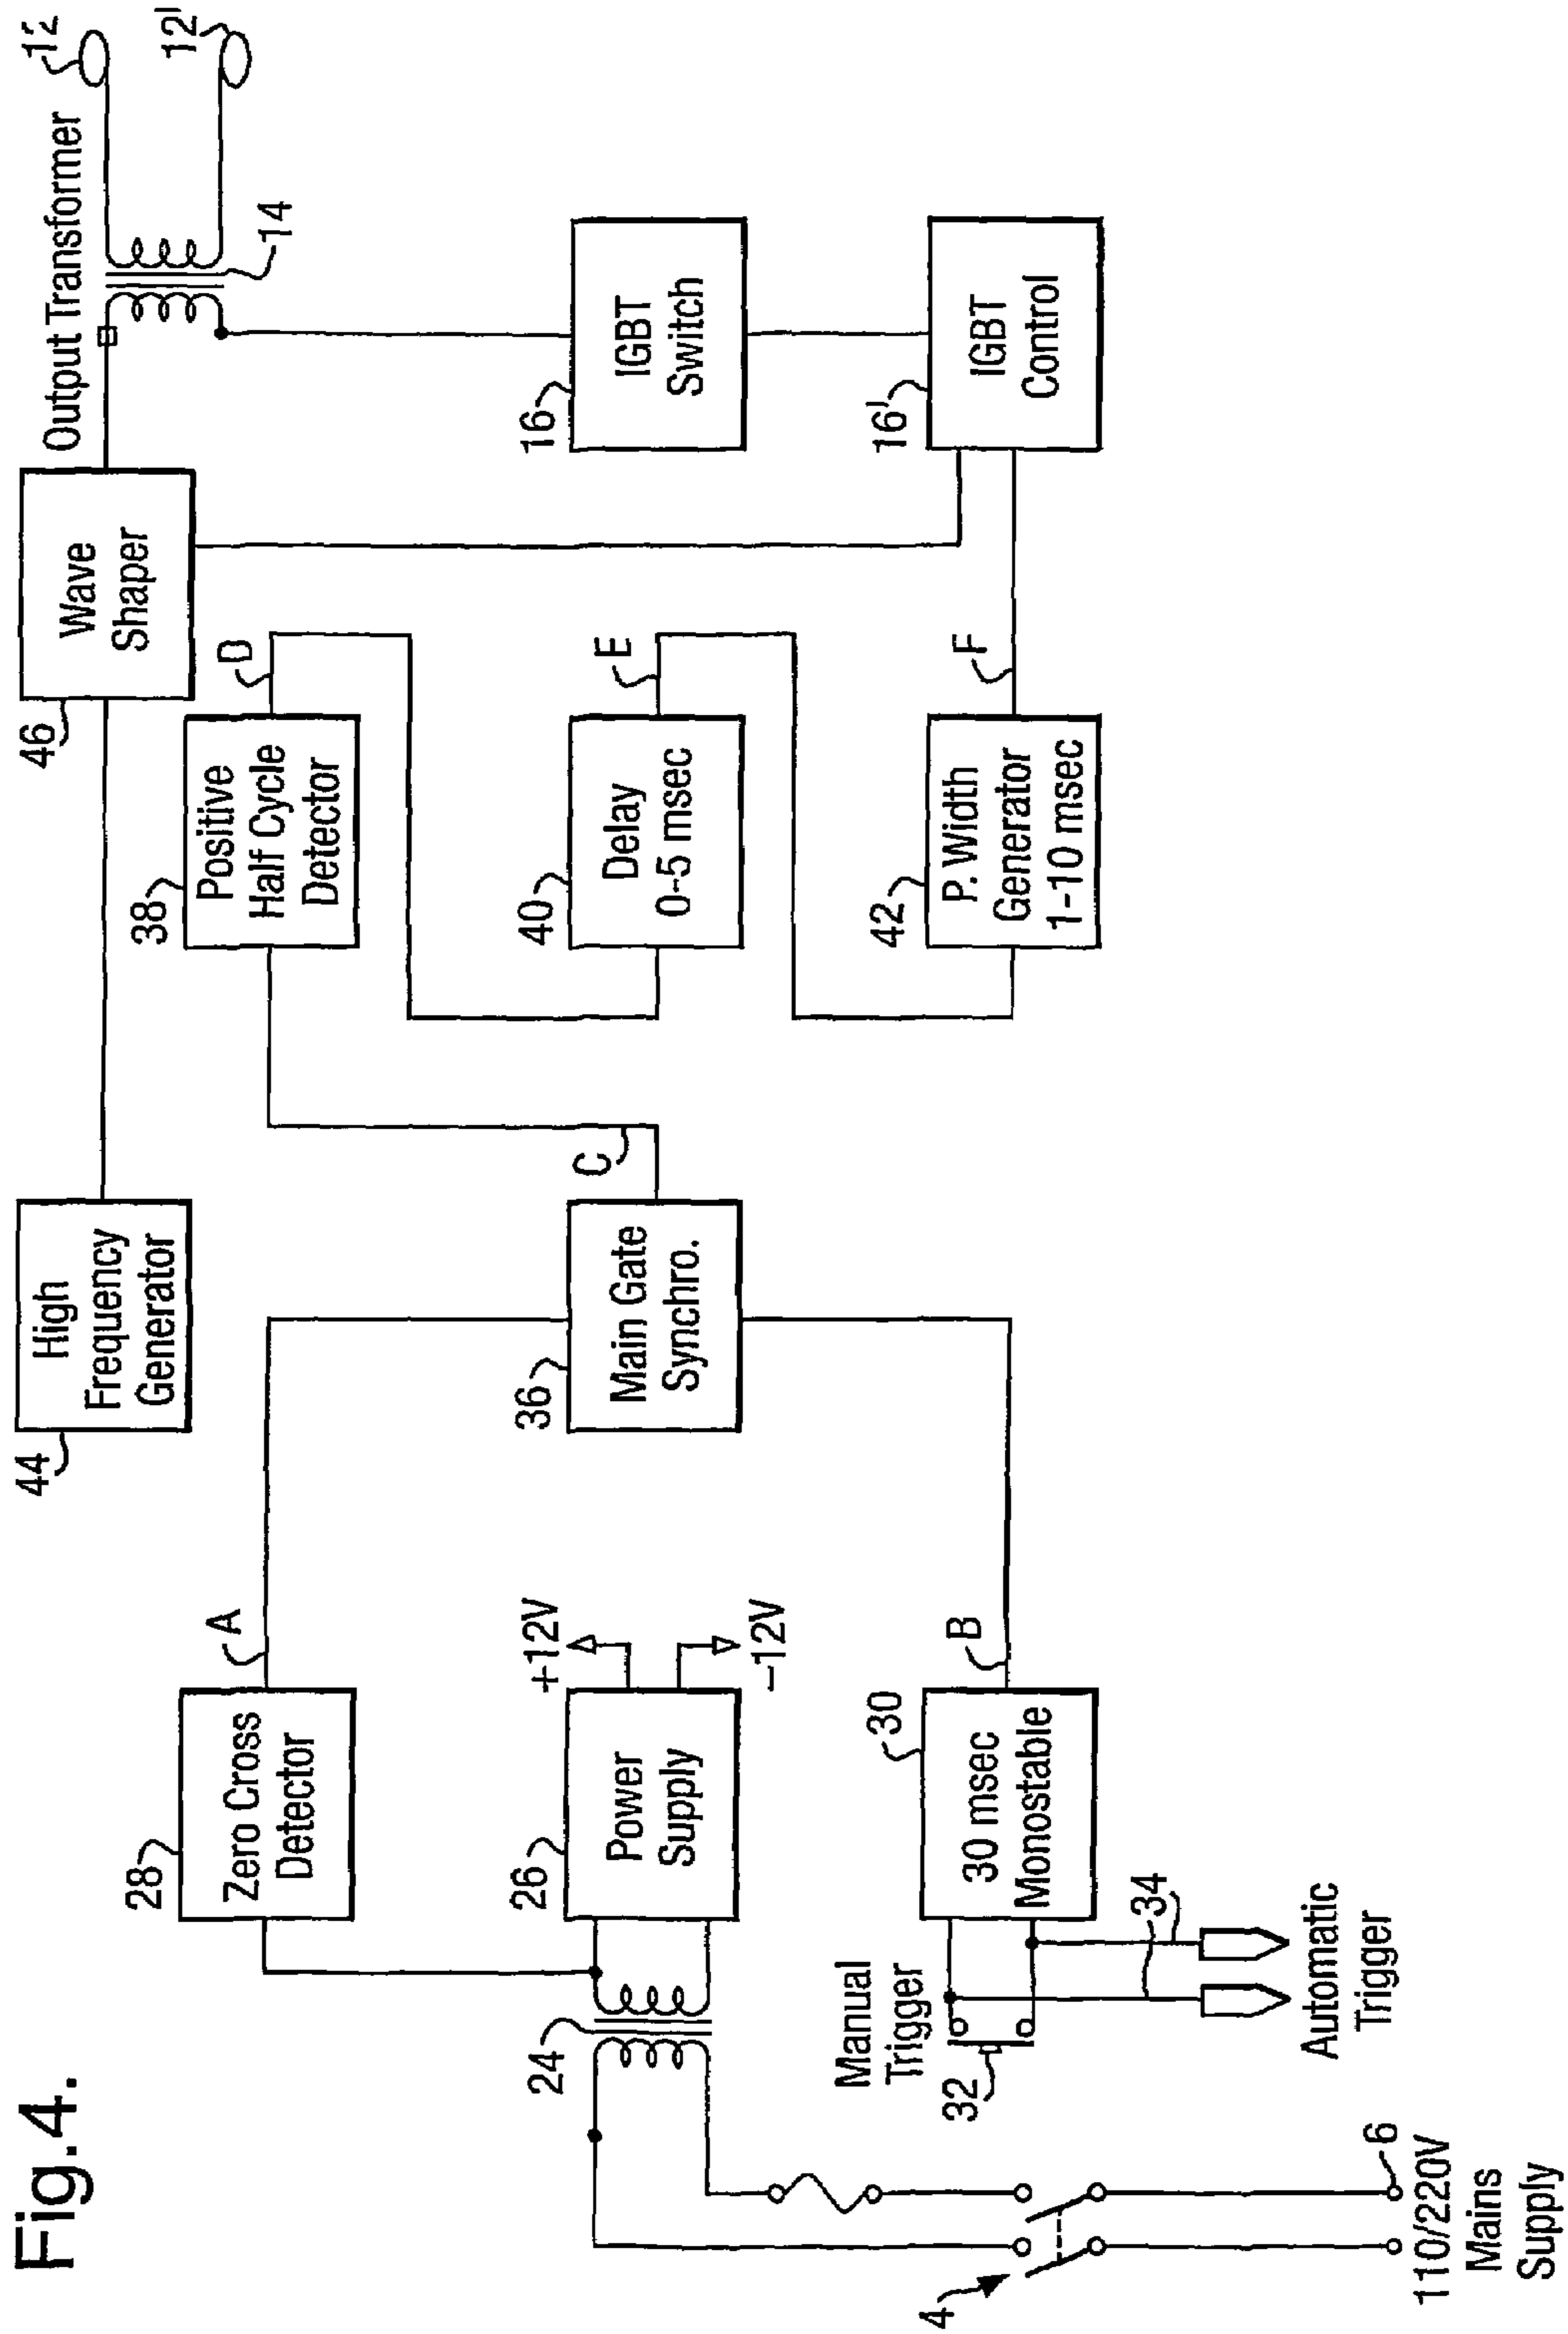 Fig.4.
44
High
Frequency
Generator
46
Wave
Shaper
Output Transformer
12
12'
14
28
Zero Cross
Detector
A
38
Positive
Half Cycle
Detector
D
24
26
Power
Supply
+12V
-12V
36
Main Gate
Synchro.
C
40
Delay
0-5 msec
E
16
IGBT
Switch
Manual
Trigger
32
30
30 msec
Monostable
B
34
Automatic
Trigger
42
P. Width
Generator
1-10 msec
F
16'
IGBT
Control
4
6
110/220V
Mains
Supply